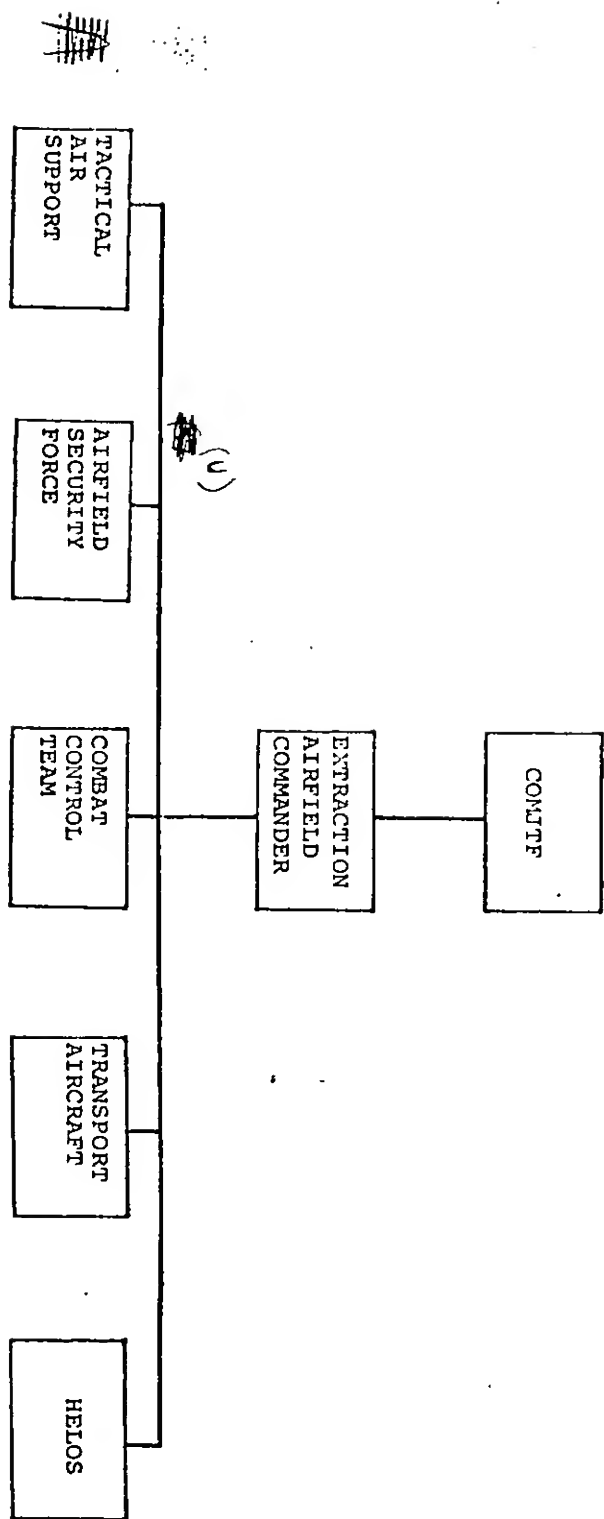 COMJTF
EXTRACTION
AIRFIELD
COMMANDER
(U)
TACTICAL
AIR
SUPPORT
AIRFIELD
SECURITY
FORCE
COMBAT
CONTROL
TEAM
TRANSPORT
AIRCRAFT
HELOS